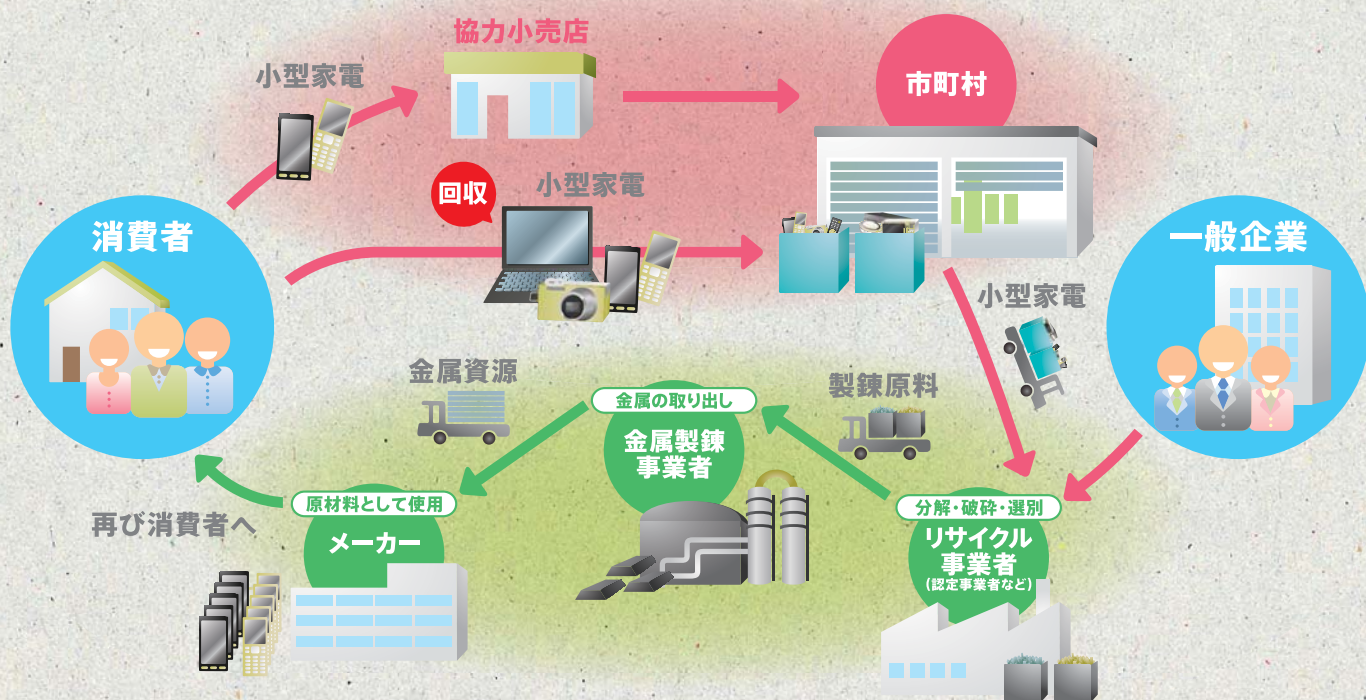 協力小売店
小型家電
市町村
回収
小型家電
消費者
一般企業
小型家電
金属資源
金属の取り出し
製錬原料
金属製錬
事業者
原材料として使用
分解・破砕・選別
再び消費者へ
メーカー
リサイクル
事業者
(認定事業者など)